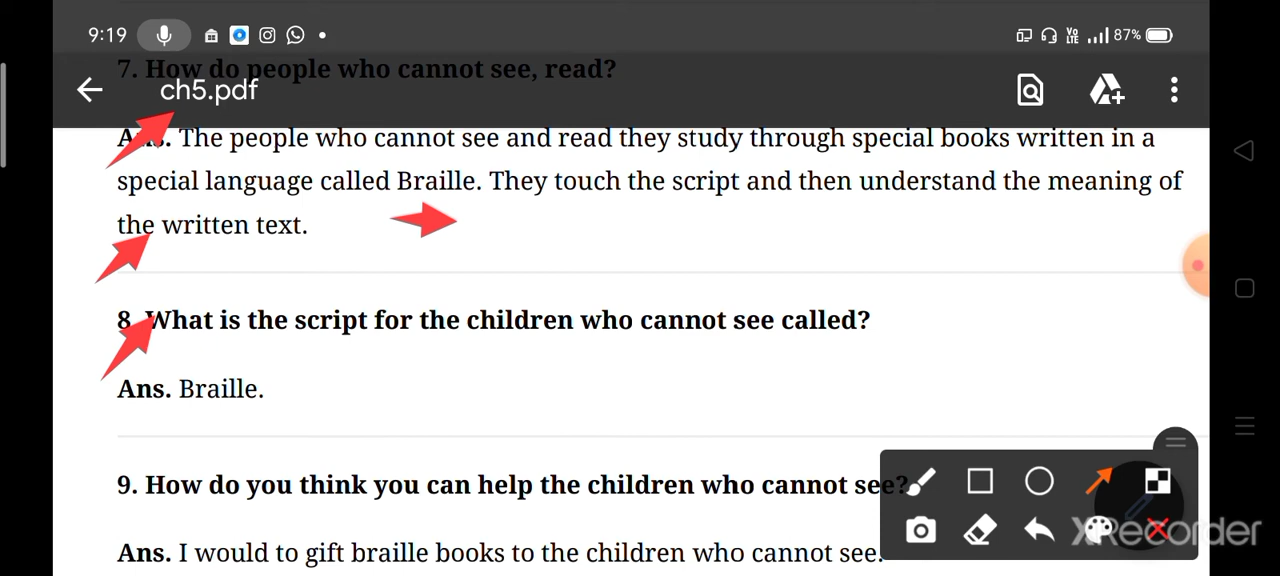 9:19
VO LTE 87%
7. How do people who cannot see, read?
ch5.pdf
Ans. The people who cannot see and read they study through special books written in a
special language called Braille. They touch the script and then understand the meaning of
the written text.
8. What is the script for the children who cannot see called?
Ans. Braille.
9. How do you think you can help the children who cannot see?
Ans. I would to gift braille books to the children who cannot see.
XRecorder